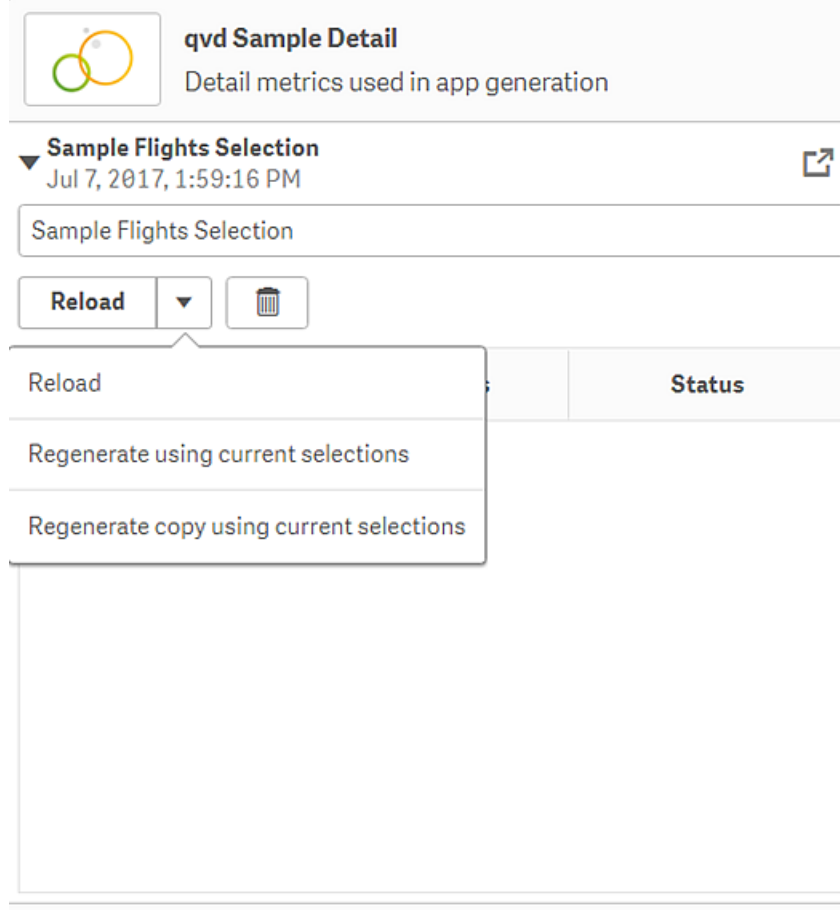 qvd Sample Detail
Detail metrics used in app generation
Sample Flights Selection
Jul 7, 2017, 1:59:16 PM
Sample Flights Selection
Reload
Reload
Status
Regenerate using current selections
Regenerate copy using current selections